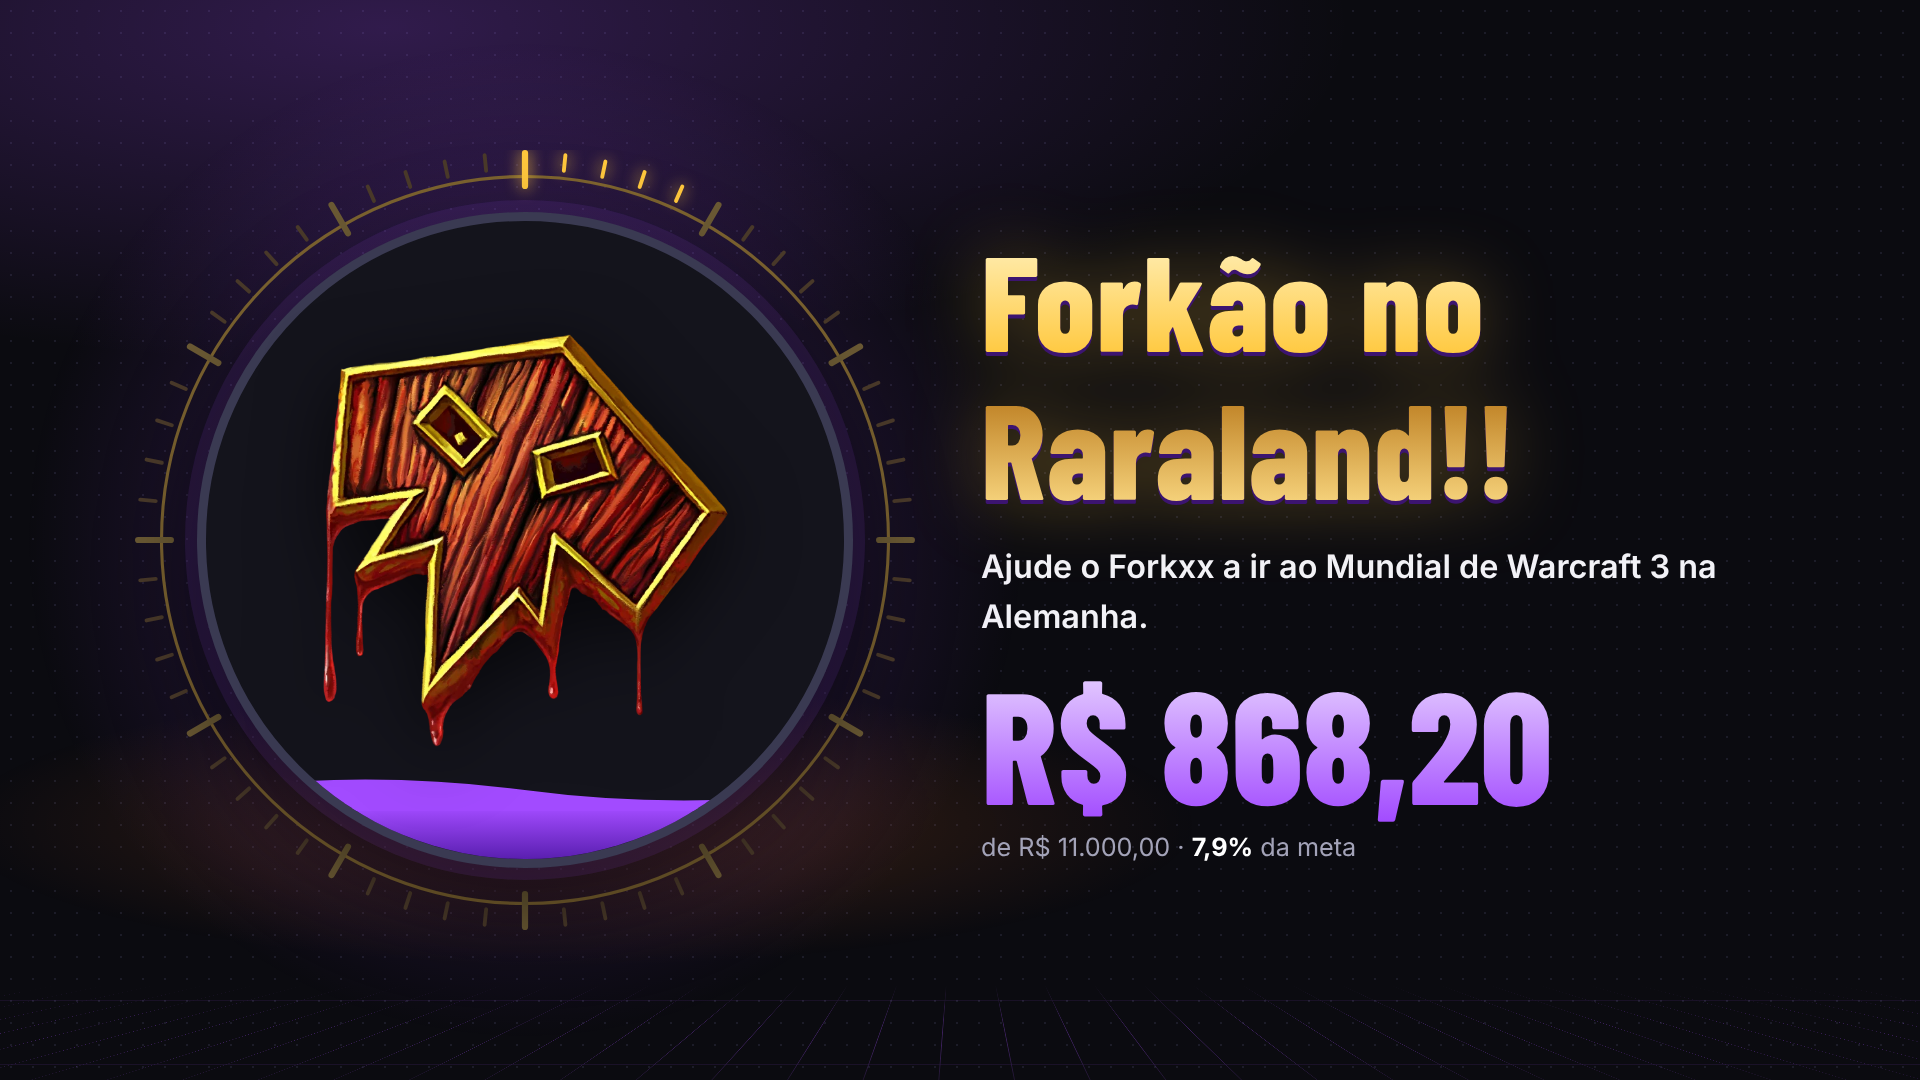 Forkão no
Raraland!!
Ajude o Forkxx a ir ao Mundial de Warcraft 3 na
Alemanha.
R$ 868,20
de R$ 11.000,00 · 7,9% da meta